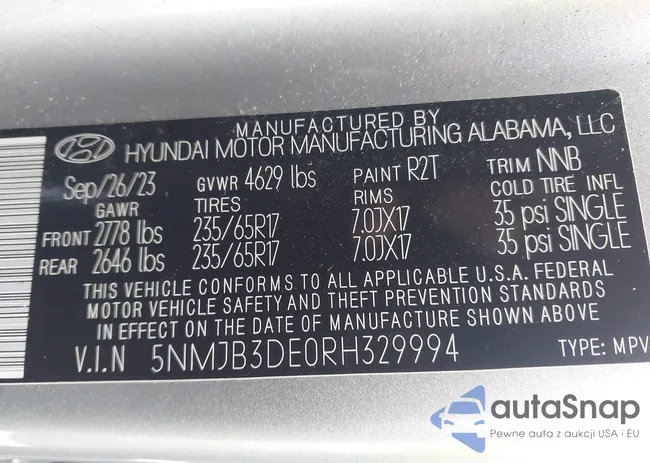 MANUFACTURED BY
HYUNDAI MOTOR MANUFACTURING ALABAMA, LLC
Sep/26/23 GVWR 4629 lbs PAINT R2T TRIM NNB
GAWR TIRES RIMS COLD TIRE INFL
FRONT 2778 lbs 235/65R17 7.0JX17 35 psi SINGLE
REAR 2646 lbs 235/65R17 7.0JX17 35 psi SINGLE
THIS VEHICLE CONFORMS TO ALL APPLICABLE U.S.A. FEDERAL
MOTOR VEHICLE SAFETY AND THEFT PREVENTION STANDARDS
IN EFFECT ON THE DATE OF MANUFACTURE SHOWN ABOVE
V.I.N 5NMJB3DE0RH329994 TYPE: MPV
autaSnap
Pewne auta z aukcji USA i EU